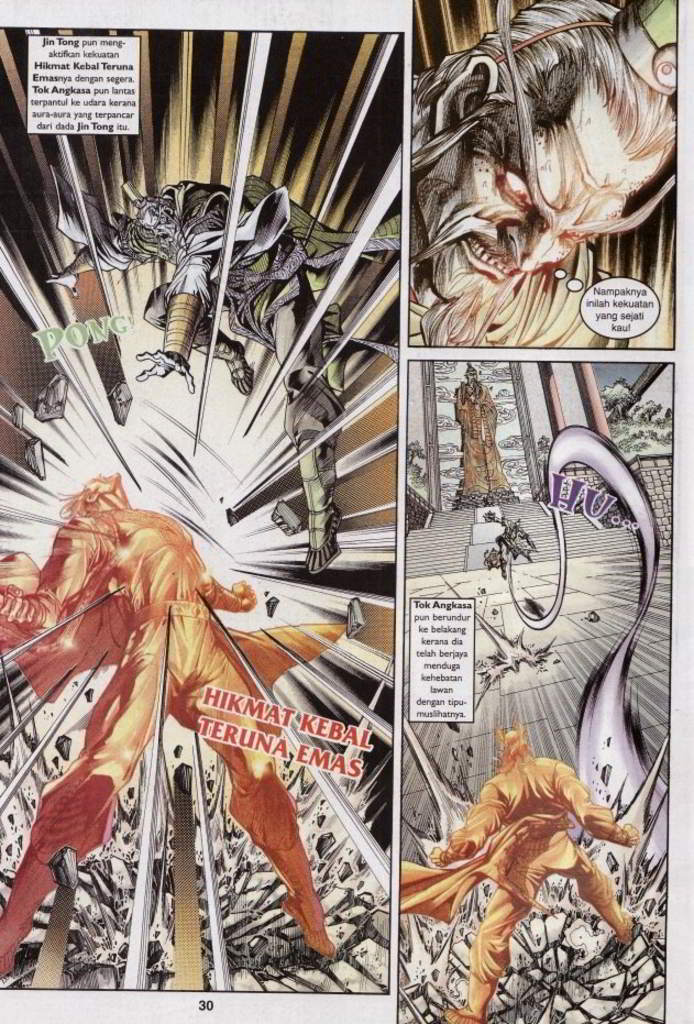 Jin Tong pun meng-
aktifkan kekuatan
Hikmat Kebal Teruna
Emasnya dengan segera.
Tok Angkasa pun lantas
terpantul ke udara kerana
aura-aura yang terpancar
dari dada Jin Tong itu.
PONG
HIKMAT KEBAL
TERUNA EMAS
Nampaknya
inilah kekuatan
yang sejati
kau!
HU...
Tok Angkasa
pun berundur
ke belakang
kerana dia
telah berjaya
menduga
kehebatan
lawan
dengan tipu-
muslihatnya.
30